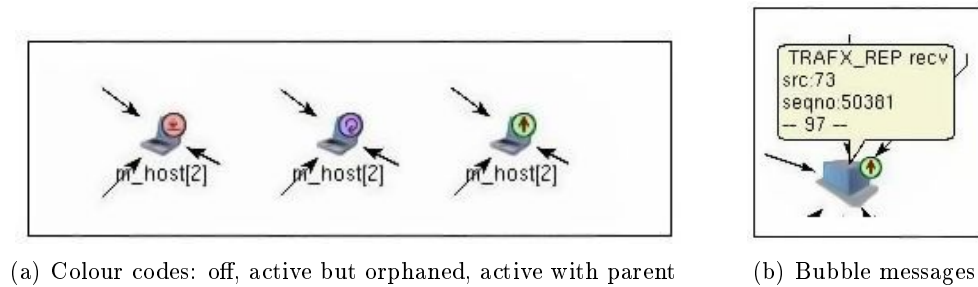 TRAFX_REP recv
src:73
seqno:50381
-- 97 --
m_host[2]
m_host[2]
m_host[2]
(a) Colour codes: off, active but orphaned, active with parent
(b) Bubble messages